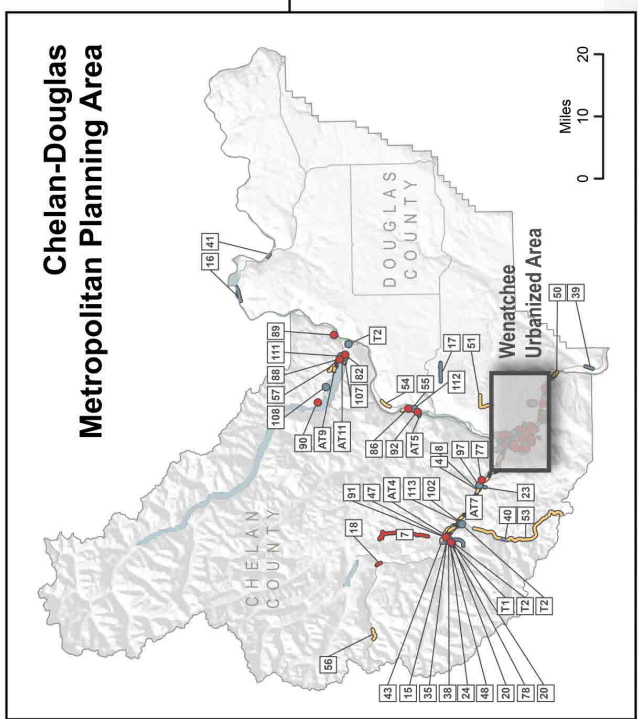 Chelan-Douglas
Metropolitan Planning Area
CHELAN
COUNTY
DOUGLAS
COUNTY
Wenatchee
Urbanized Area
Miles
0 10 20
16
41
89
111
88
57
108
T2
82
107
AT11
AT9
90
54
55
112
17
51
86
92
AT5
50
39
4
8
97
77
23
91
47
AT4
113
102
AT7
40
53
18
7
56
43
15
35
38
24
48
20
78
20
T1
T2
T2